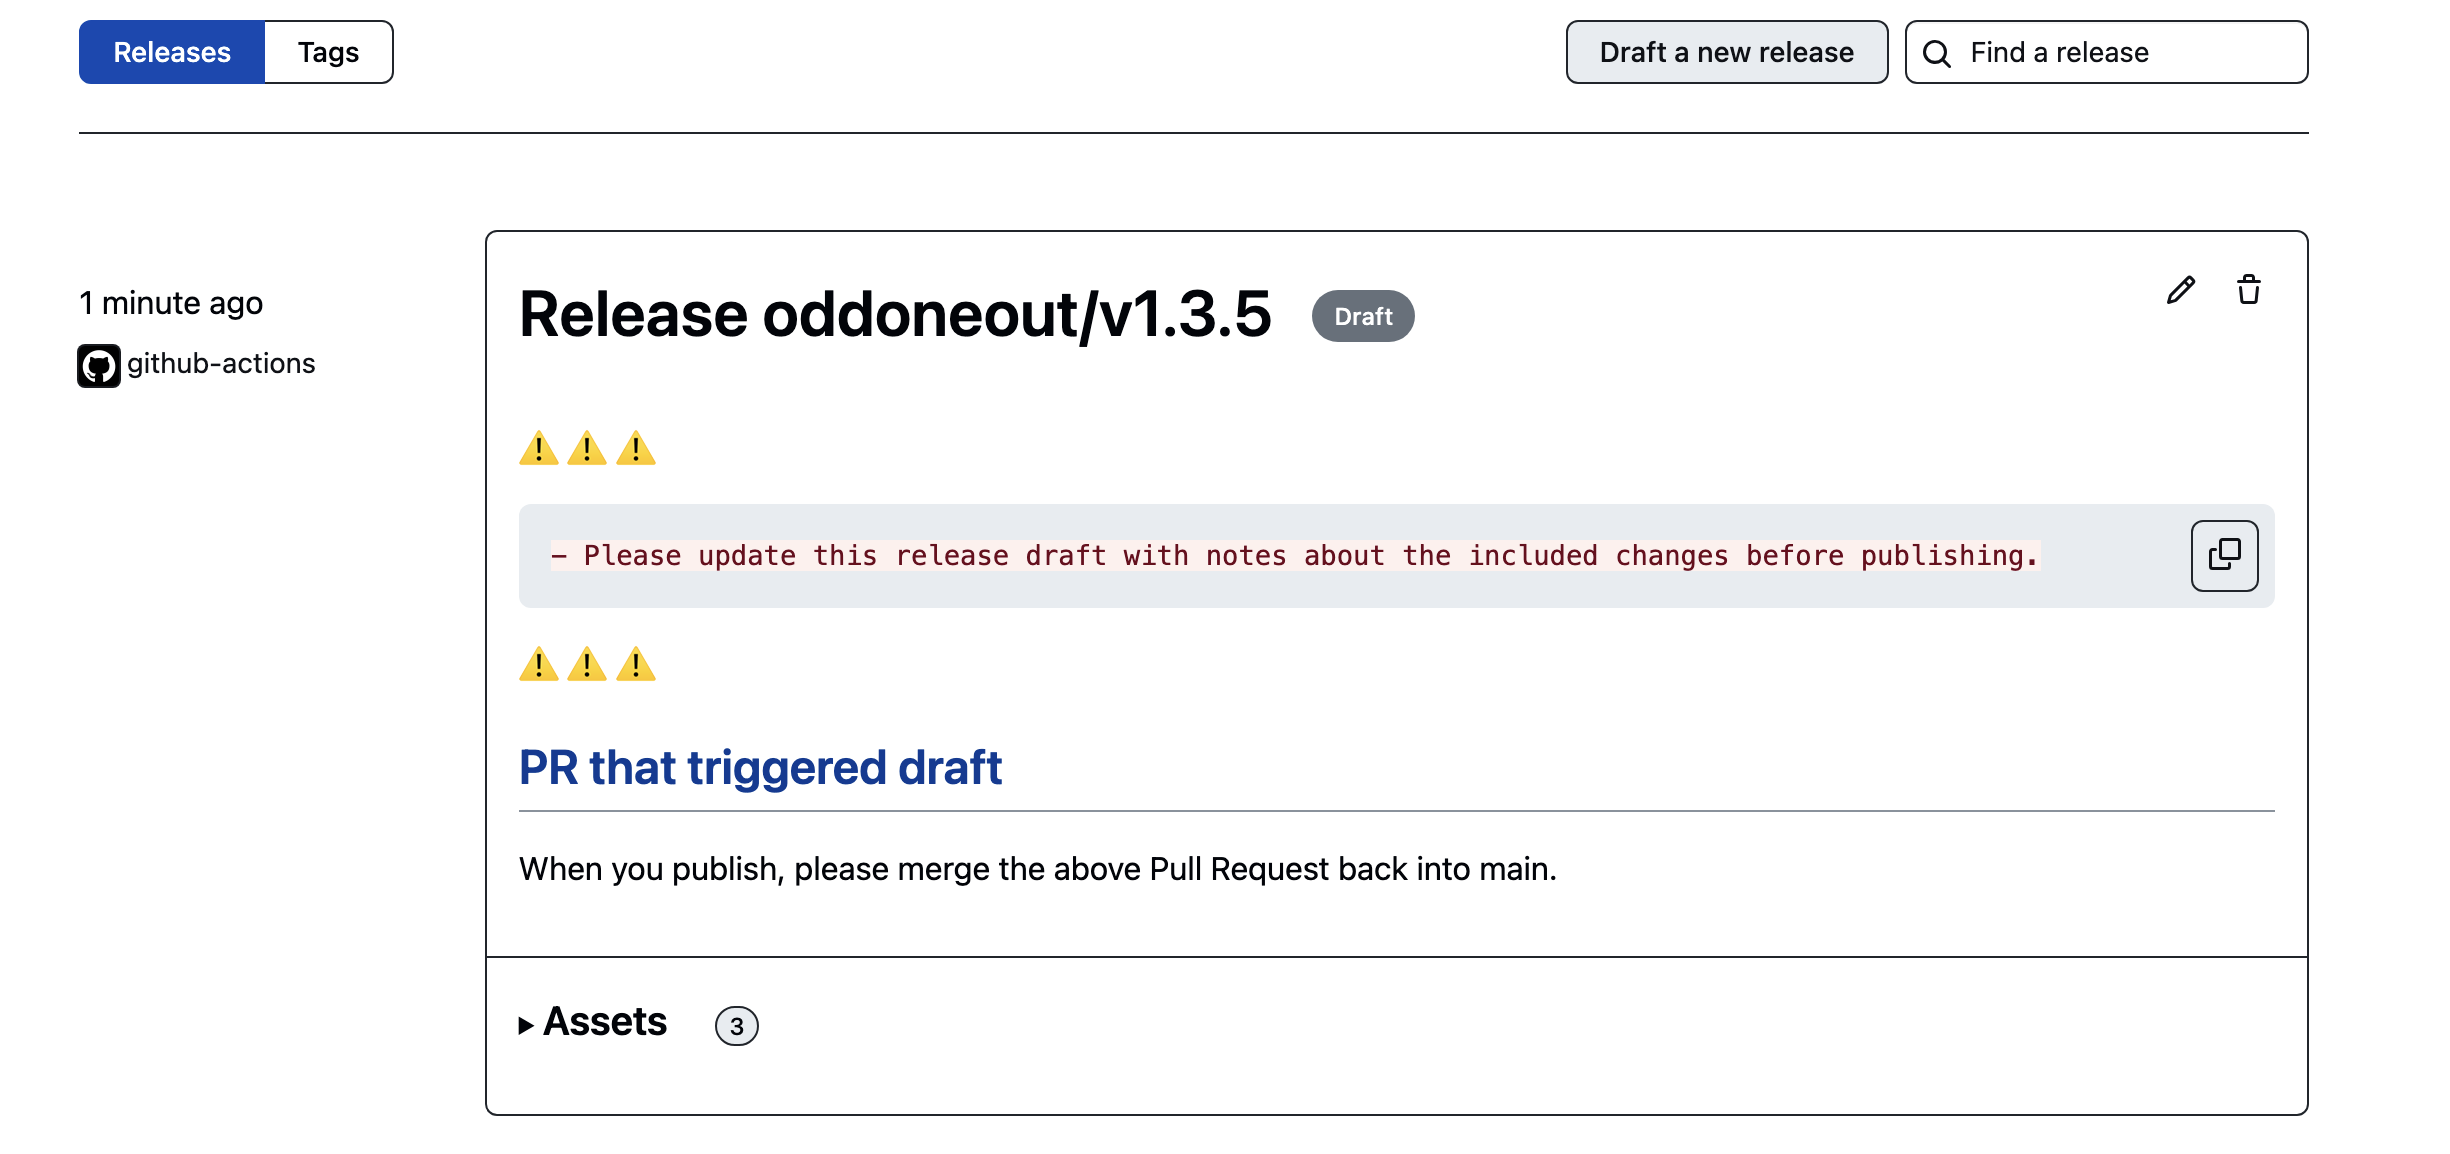 Releases Tags Draft a new release Find a release
1 minute ago
github-actions
Release oddoneout/v1.3.5 Draft
⚠️⚠️⚠️
- Please update this release draft with notes about the included changes before publishing.
⚠️⚠️⚠️
PR that triggered draft
When you publish, please merge the above Pull Request back into main.
Assets 3